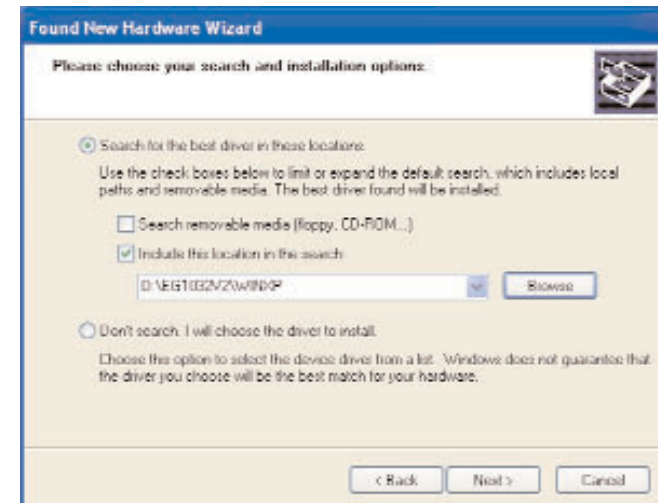 Found New Hardware Wizard
Please choose your search and installation options.
Search for the best driver in these locations.
Use the check boxes below to limit or expand the default search, which includes local
paths and removable media. The best driver found will be installed.
Search removable media (floppy, CD-ROM...)
Include this location in the search:
D:\EG1032V2\WINXP
Browse
Don't search. I will choose the driver to install.
Choose this option to select the device driver from a list. Windows does not guarantee that
the driver you choose will be the best match for your hardware.
< Back Next > Cancel